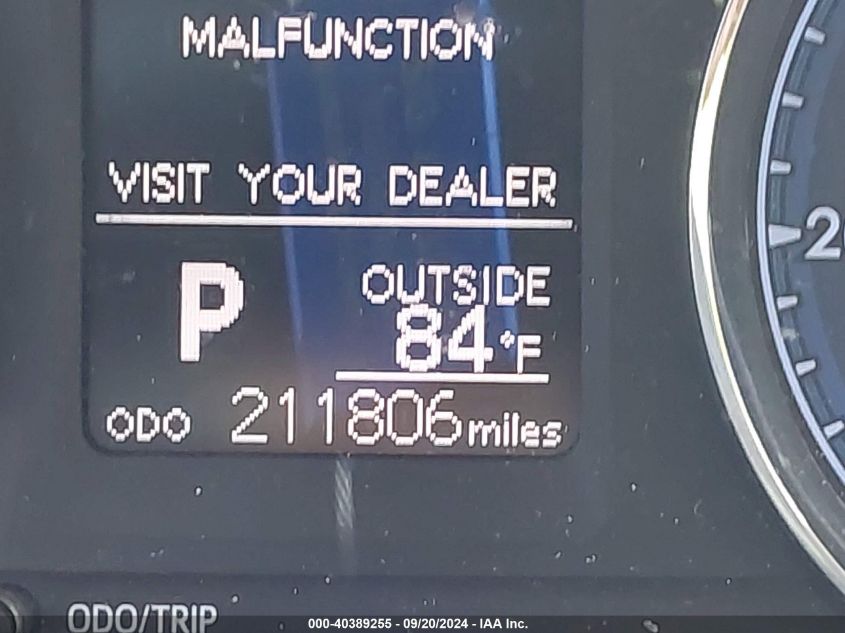 MALFUNCTION
VISIT YOUR DEALER
P
OUTSIDE
84°F
ODO 211806 miles
ODO/TRIP
000-40389255 - 09/20/2024 - IAA Inc.